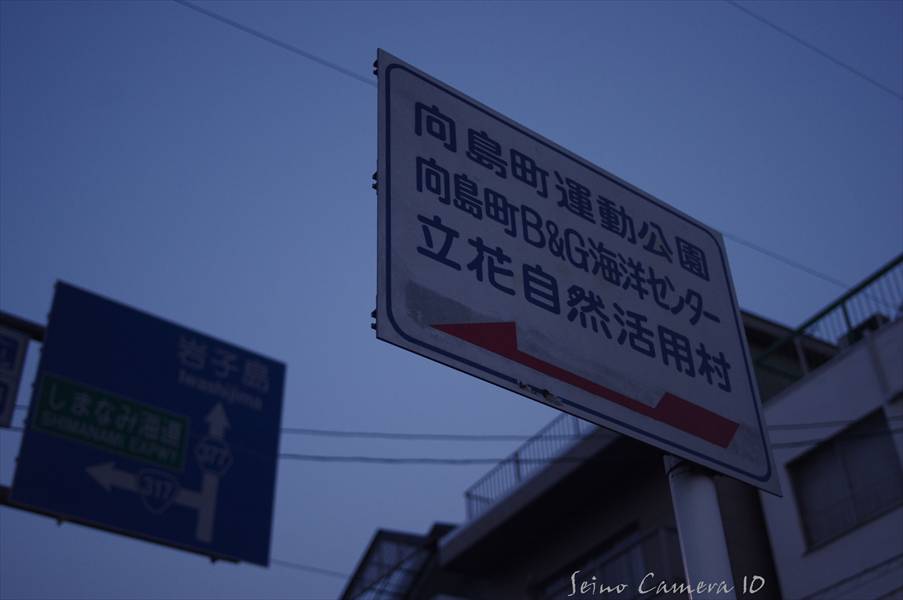 向島町運動公園
向島町B&G海洋センター
立花自然活用村
岩子島
Iwashijima
しまなみ海道
SHIMANAMI EXPWY
377
317
Seino Camera 10